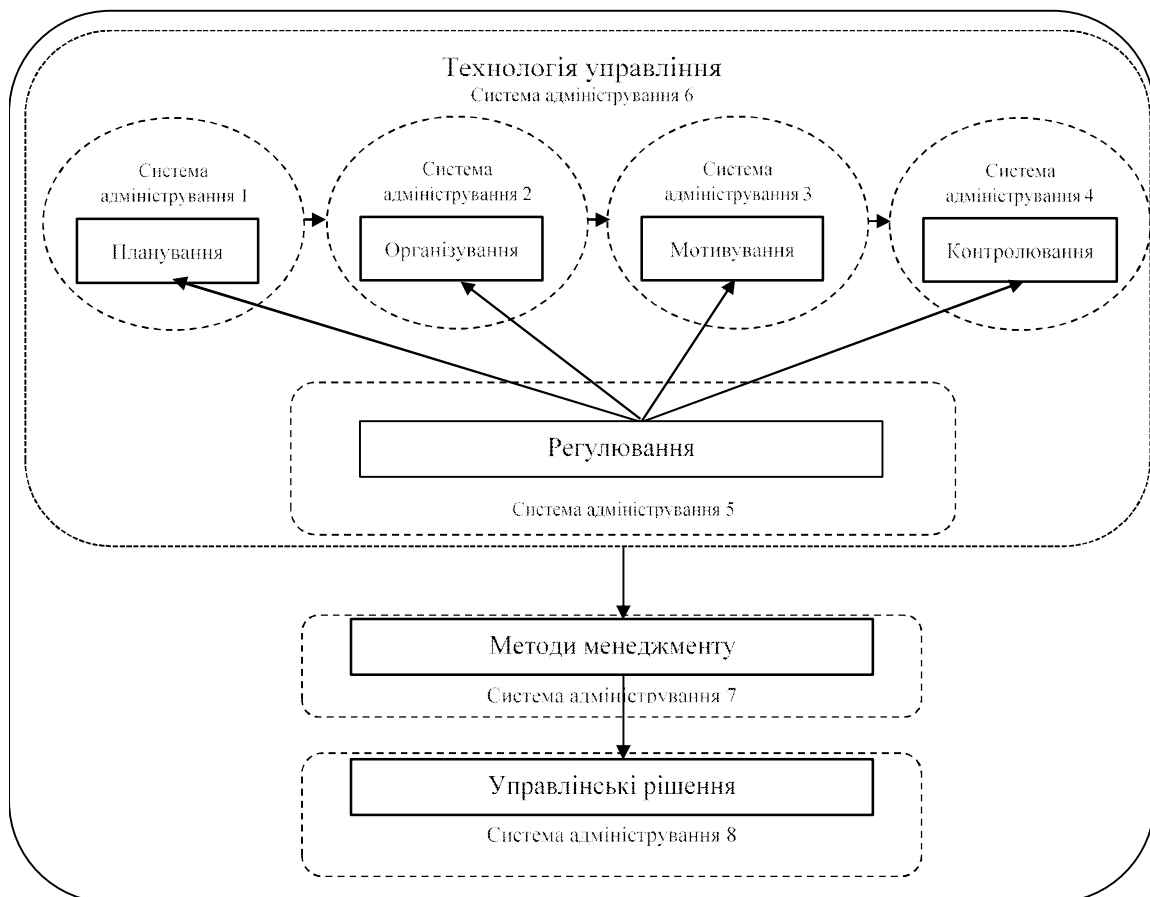 Технологія управління
Система адміністрування 6
Система
адміністрування 1
Планування
Система
адміністрування 2
Організування
Система
адміністрування 3
Мотивування
Система
адміністрування 4
Контролювання
Регулювання
Система адміністрування 5
Методи менеджменту
Система адміністрування 7
Управлінські рішення
Система адміністрування 8